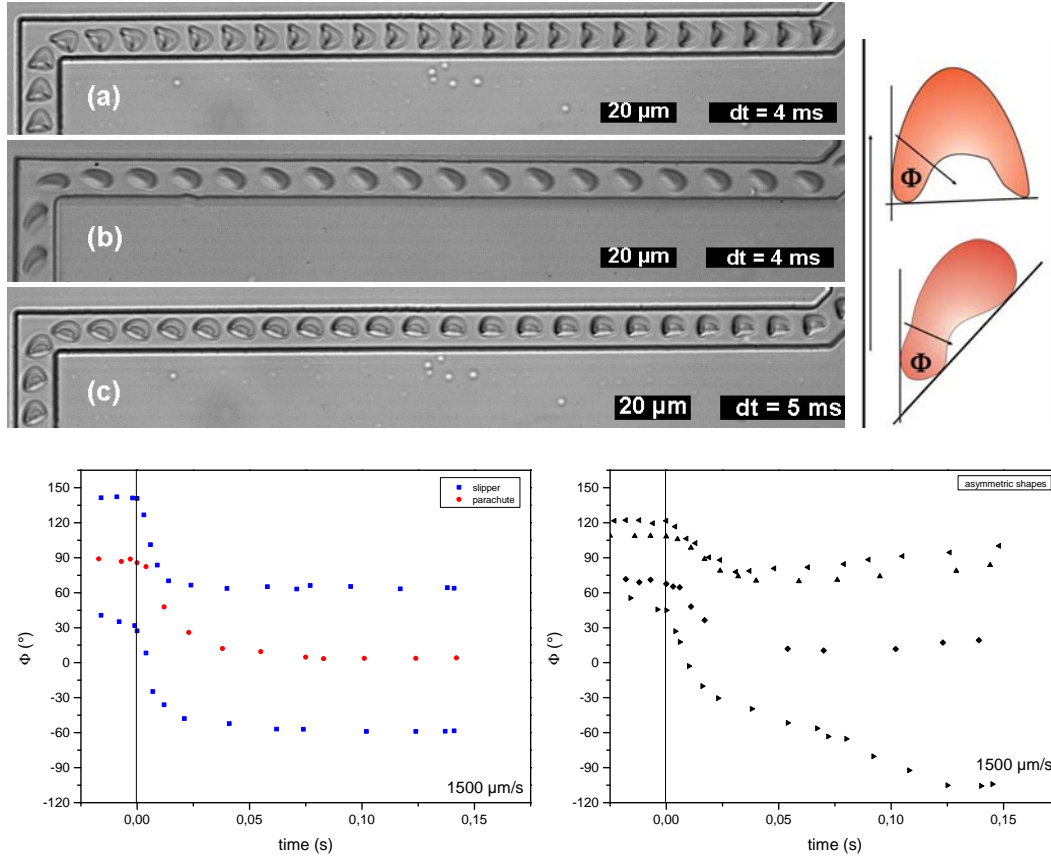 (a)
20 µm
dt = 4 ms
(b)
20 µm
dt = 4 ms
(c)
20 µm
dt = 5 ms
Φ
Φ
150
120
90
60
30
0
-30
-60
-90
-120
Φ (°)
slipper
parachute
1500 µm/s
0,00
0,05
0,10
0,15
time (s)
150
120
90
60
30
0
-30
-60
-90
-120
Φ (°)
asymmetric shapes
1500 µm/s
0,00
0,05
0,10
0,15
time (s)